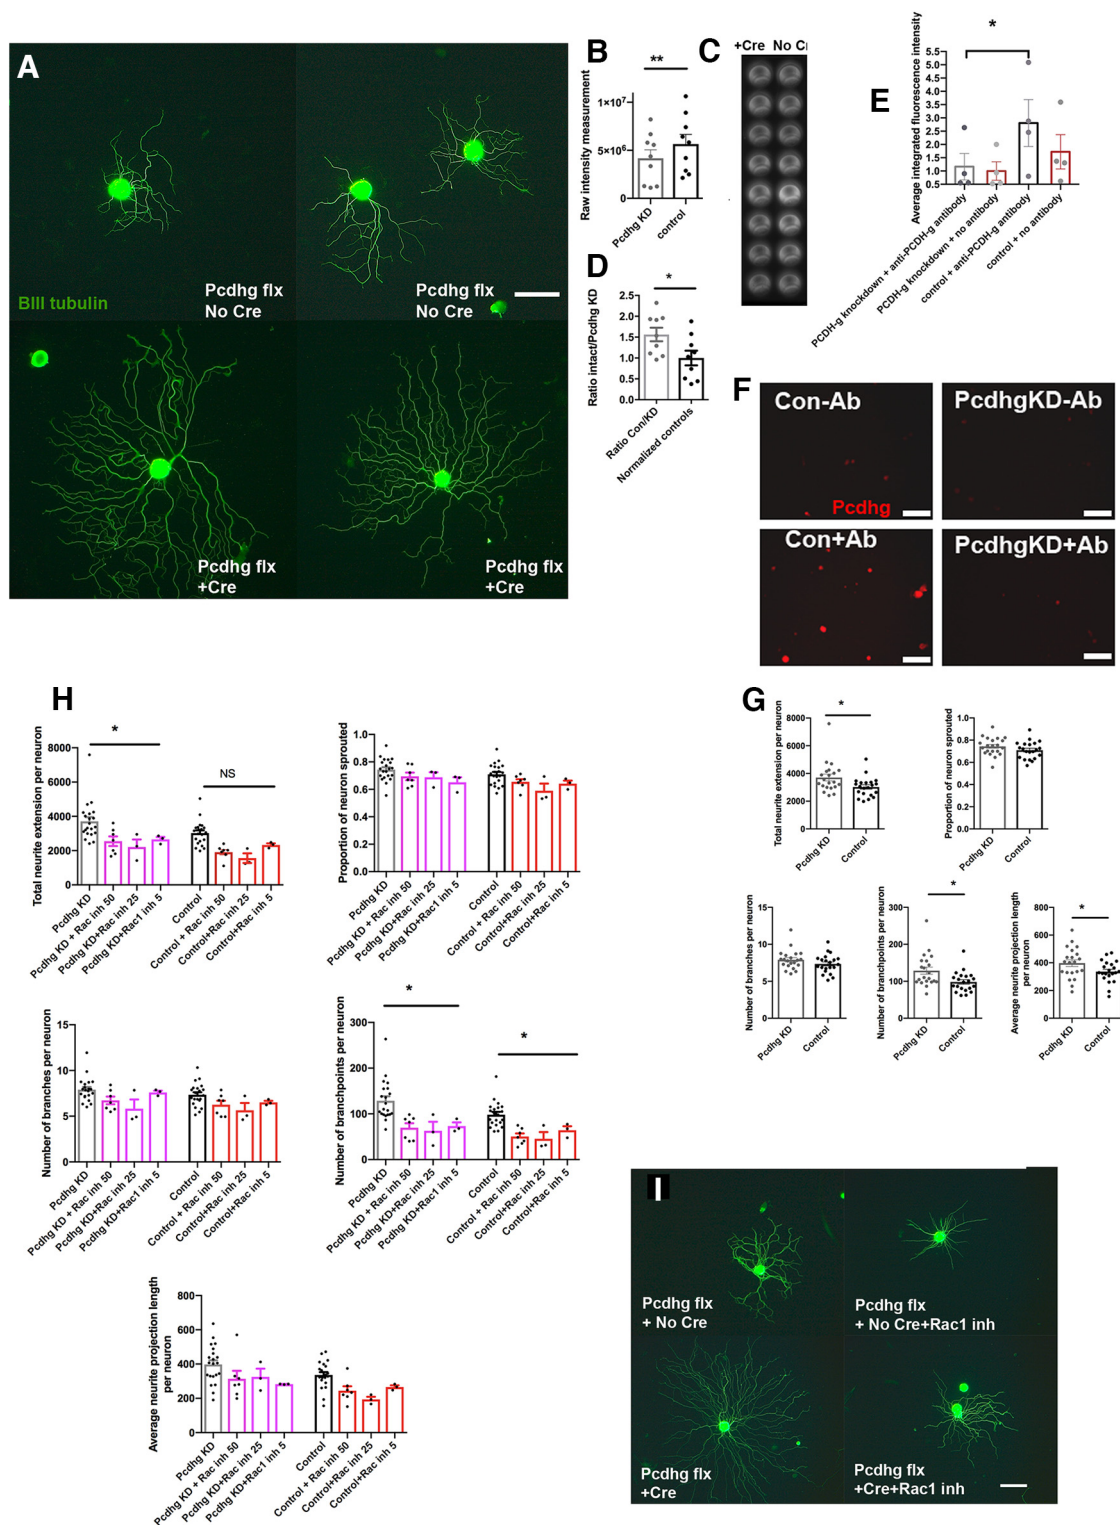 A
Pcdhg flx
No Cre
Pcdhg flx
No Cre
BIII tubulin
Pcdhg flx
+Cre
Pcdhg flx
+Cre
B
**
Raw intensity measurement
1×10⁷
5×10⁶
0
Pcdhg KD
control
C
+Cre No C
D
*
Ratio intact/Pcdhg KD
2.5
2.0
1.5
1.0
0.5
0.0
Ratio Con/KD
Normalized controls
E
*
Average integrated fluorescence intensity
5.5
5.0
4.5
4.0
3.5
3.0
2.5
2.0
1.5
1.0
0.5
PCDH-g knockdown + anti-PCDH-g antibody
PCDH-g knockdown + no antibody
control + anti-PCDH-g antibody
control + no antibody
F
Con-Ab
PcdhgKD-Ab
Pcdhg
Con+Ab
PcdhgKD+Ab
G
*
Total neurite extension per neuron
8000
6000
4000
2000
0
Pcdhg KD
Control
Proportion of neuron sprouted
1.0
0.8
0.6
0.4
0.2
0.0
Pcdhg KD
Control
Number of branches per neuron
15
10
5
0
Pcdhg KD
Control
*
Number of branchpoints per neuron
300
200
100
0
Pcdhg KD
Control
*
Average neurite projection length
per neuron
800
600
400
200
0
Pcdhg KD
Control
H
*
NS
Total neurite extension per neuron
8000
6000
4000
2000
0
Pcdhg KD
Pcdhg KD + Rac inh 50
Pcdhg KD+Rac inh 25
Pcdhg KD+Rac1 inh 5
Control
Control + Rac inh 50
Control+Rac inh 25
Control+Rac inh 5
Proportion of neuron sprouted
1.0
0.8
0.6
0.4
0.2
0.0
Pcdhg KD
Pcdhg KD + Rac inh 50
Pcdhg KD+Rac inh 25
Pcdhg KD+Rac1 inh 5
Control
Control + Rac inh 50
Control+Rac inh 25
Control+Rac inh 5
Number of branches per neuron
15
10
5
0
Pcdhg KD
Pcdhg KD + Rac inh 50
Pcdhg KD+Rac inh 25
Pcdhg KD+Rac1 inh 5
Control
Control + Rac inh 50
Control+Rac inh 25
Control+Rac inh 5
*
*
Number of branchpoints per neuron
300
200
100
0
Pcdhg KD
Pcdhg KD + Rac inh 50
Pcdhg KD+Rac inh 25
Pcdhg KD+Rac1 inh 5
Control
Control + Rac inh 50
Control+Rac inh 25
Control+Rac inh 5
Average neurite projection length
per neuron
800
600
400
200
0
Pcdhg KD
Pcdhg KD + Rac inh 50
Pcdhg KD+Rac inh 25
Pcdhg KD+Rac1 inh 5
Control
Control + Rac inh 50
Control+Rac inh 25
Control+Rac inh 5
I
Pcdhg flx
+ No Cre
Pcdhg flx
+ No Cre+Rac1 inh
Pcdhg flx
+Cre
Pcdhg flx
+Cre+Rac1 inh